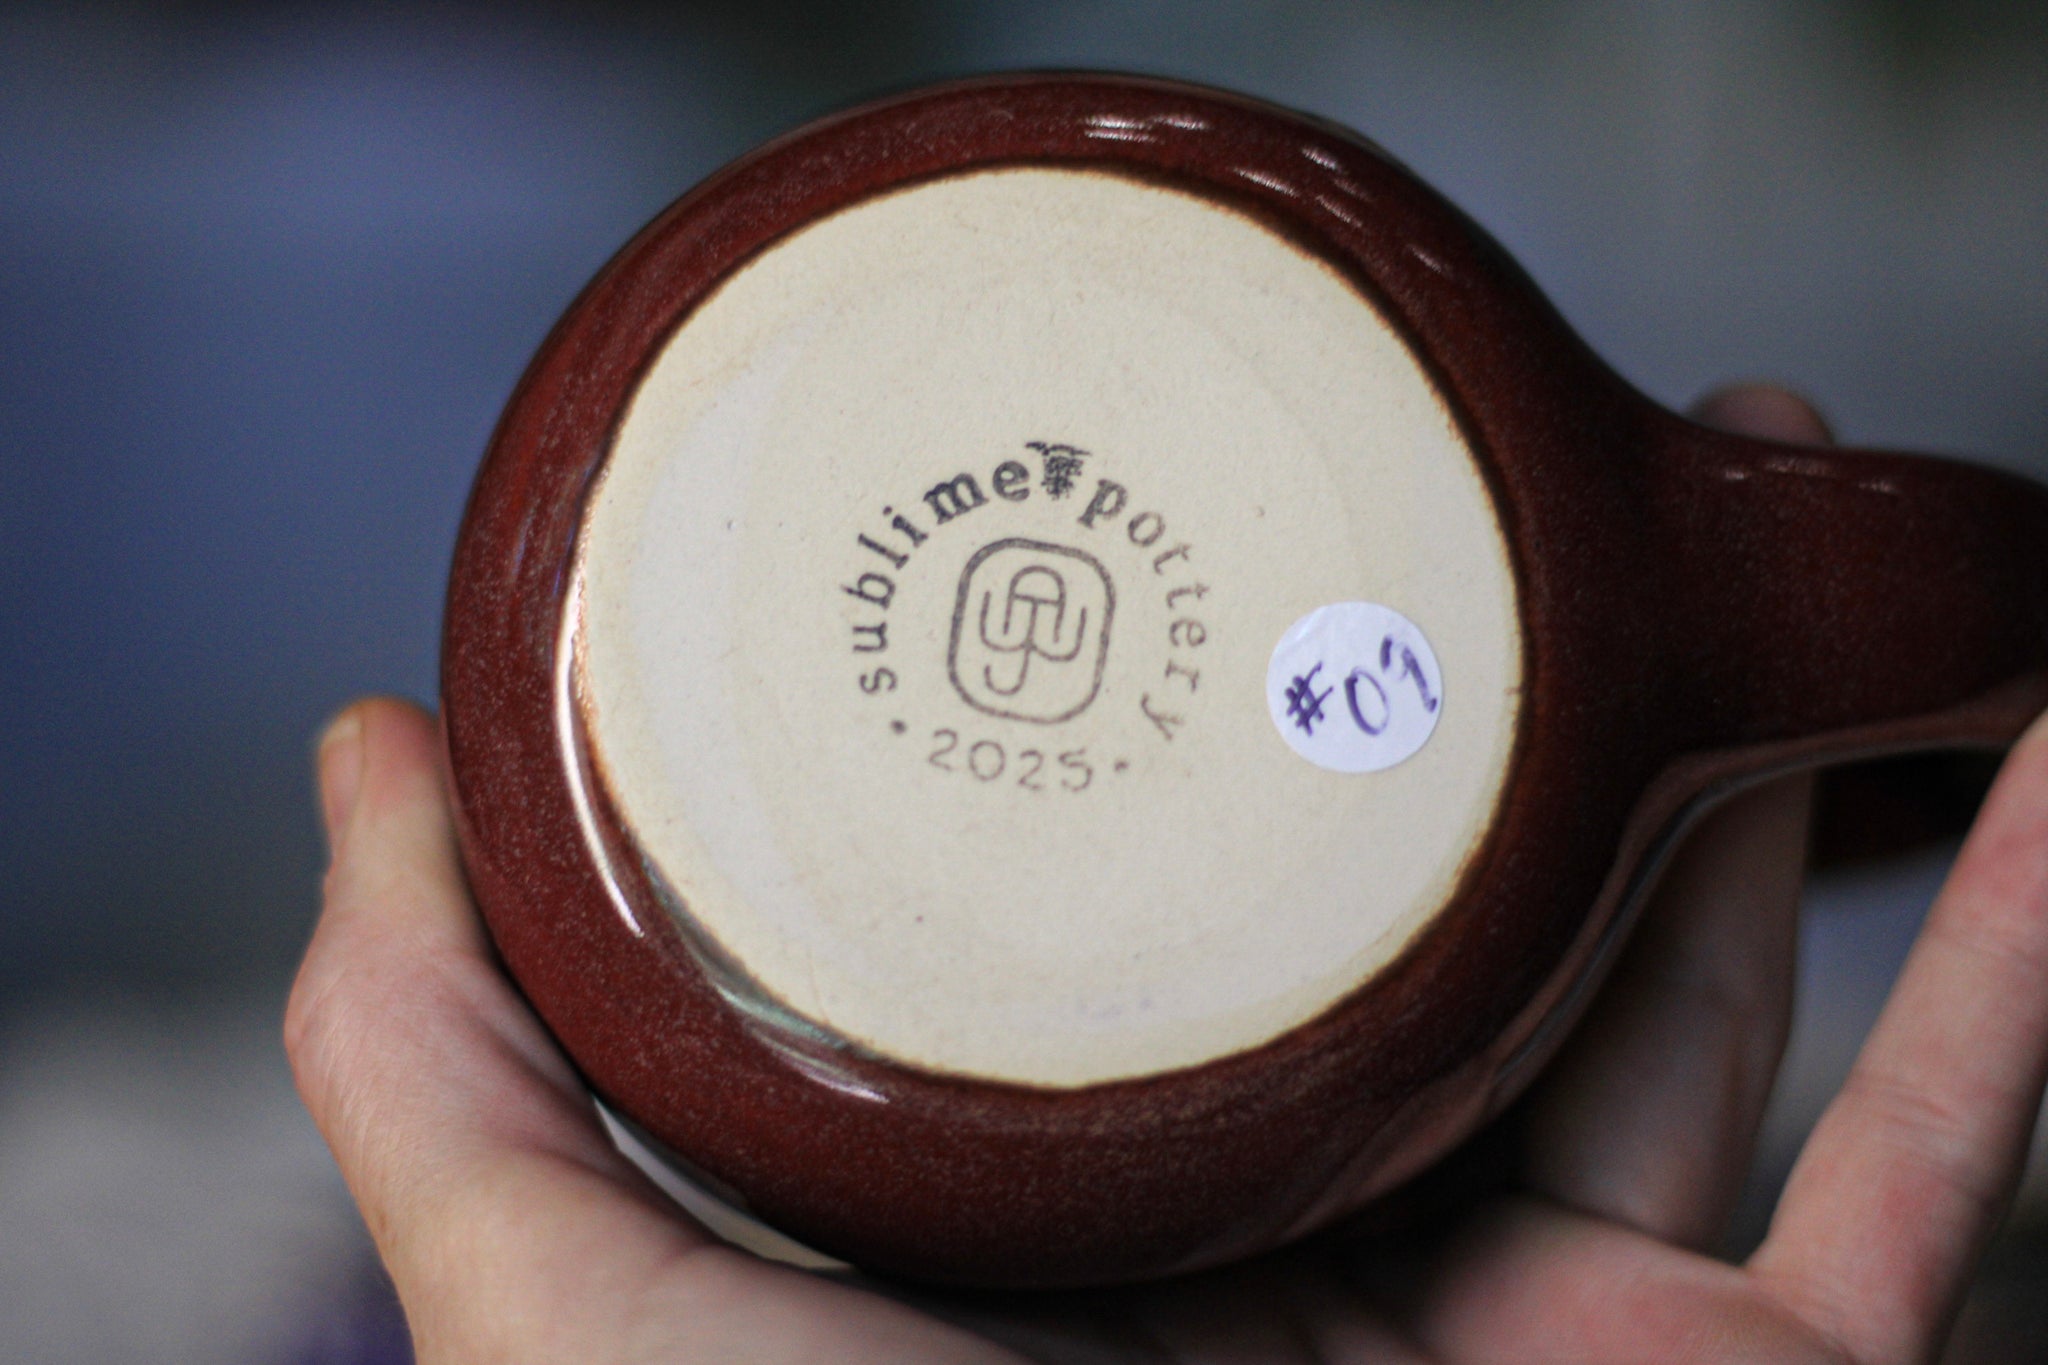 sublime pottery
• 2025 •
#07